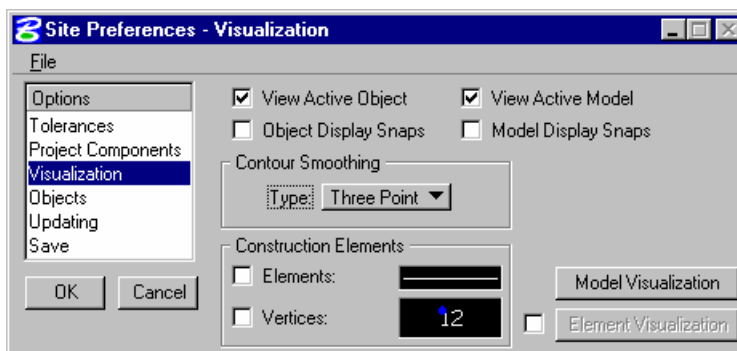 Site Preferences - Visualization
File
Options
Tolerances
Project Components
Visualization
Objects
Updating
Save
OK
Cancel
View Active Object
View Active Model
Object Display Snaps
Model Display Snaps
Contour Smoothing
Type: Three Point
Construction Elements
Elements:
Vertices: 12
Model Visualization
Element Visualization